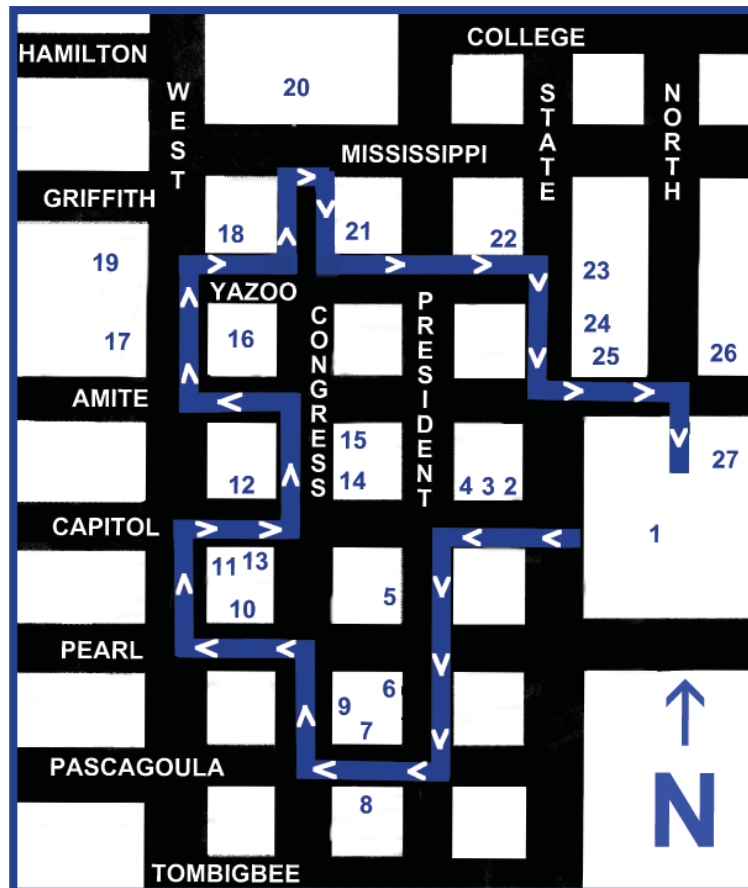 HAMILTON
COLLEGE
WEST
20
STATE
NORTH
MISSISSIPPI
GRIFFITH
18
21
22
19
23
YAZOO
CONGRESS
PRESIDENT
17
16
24
25
26
AMITE
15
27
12
14
4 3 2
CAPITOL
1
11 13
10
5
PEARL
6
9
7
PASCAGOULA
8
N
TOMBIGBEE